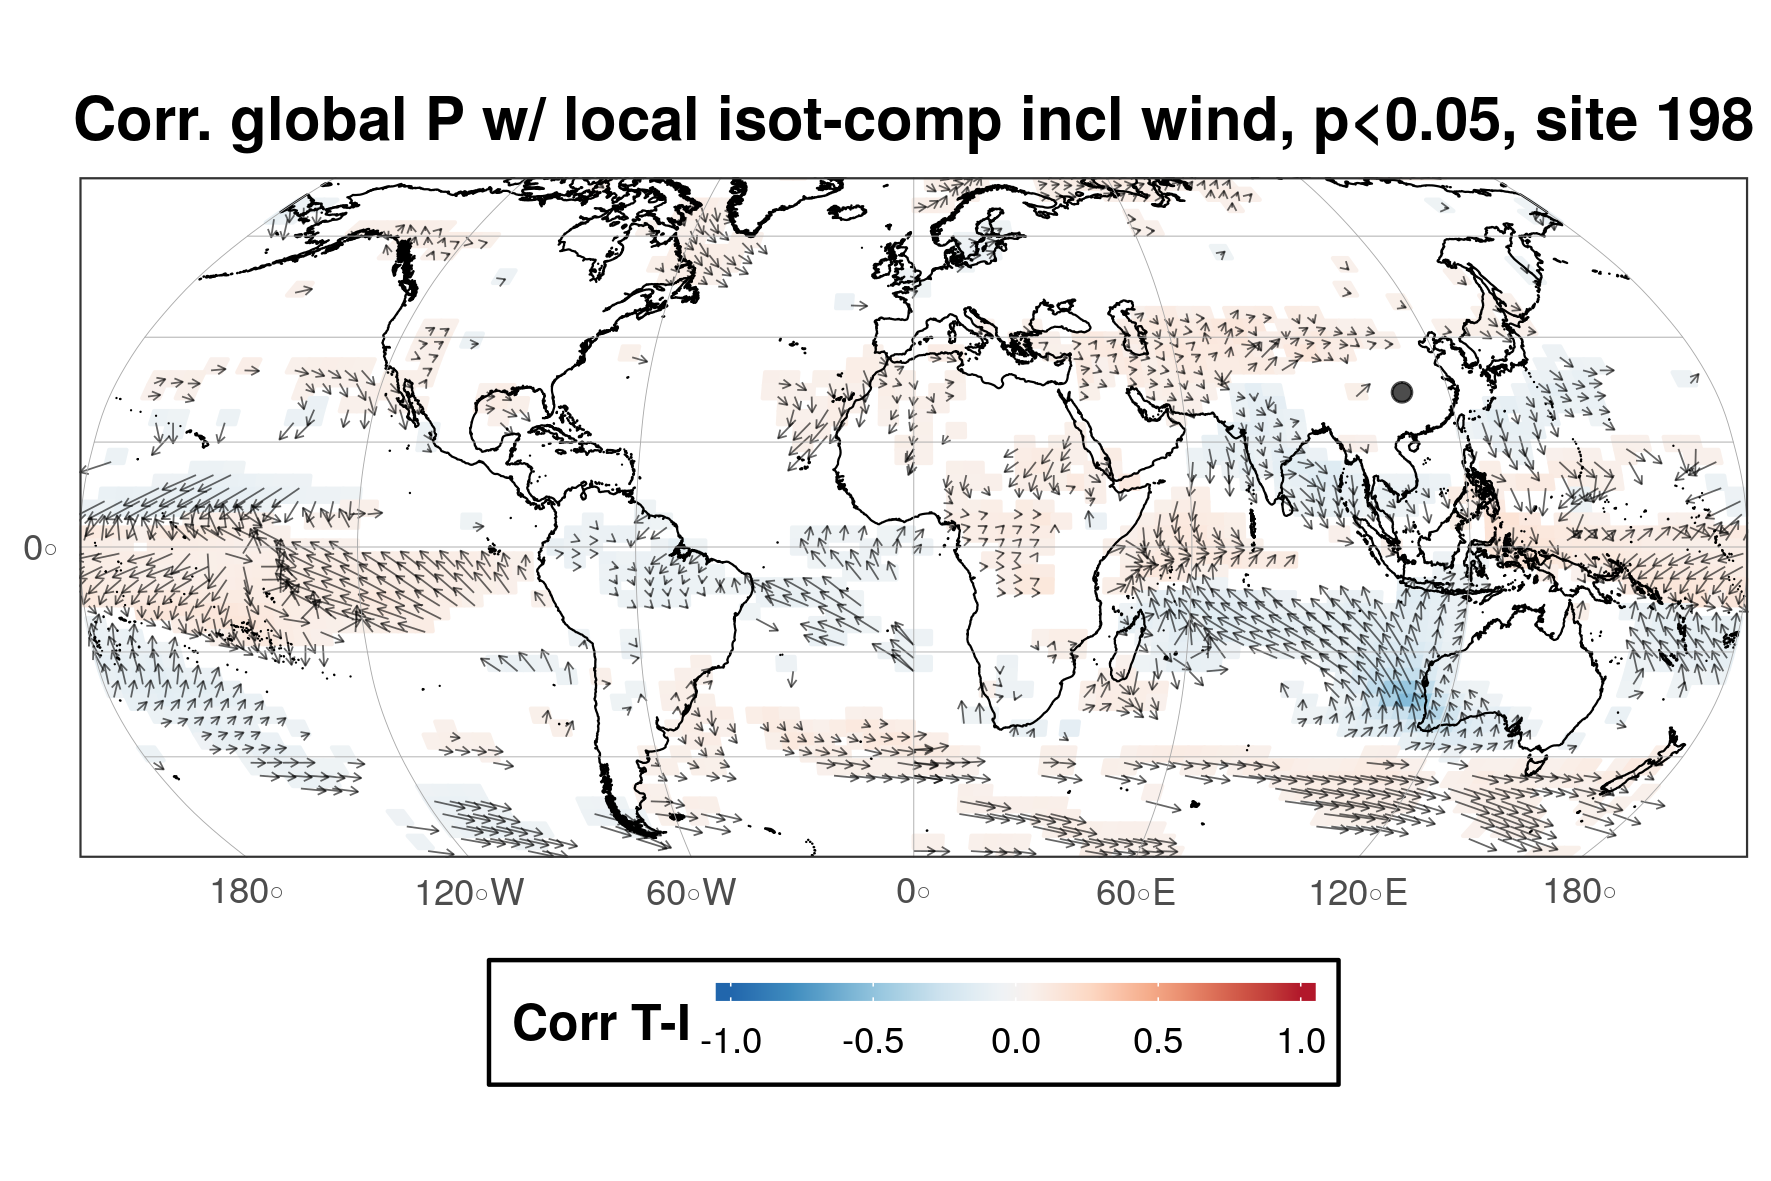 Corr. global P w/ local isot-comp incl wind, p<0.05, site 198
0°
180° 120°W 60°W 0° 60°E 120°E 180°
Corr T-I -1.0 -0.5 0.0 0.5 1.0